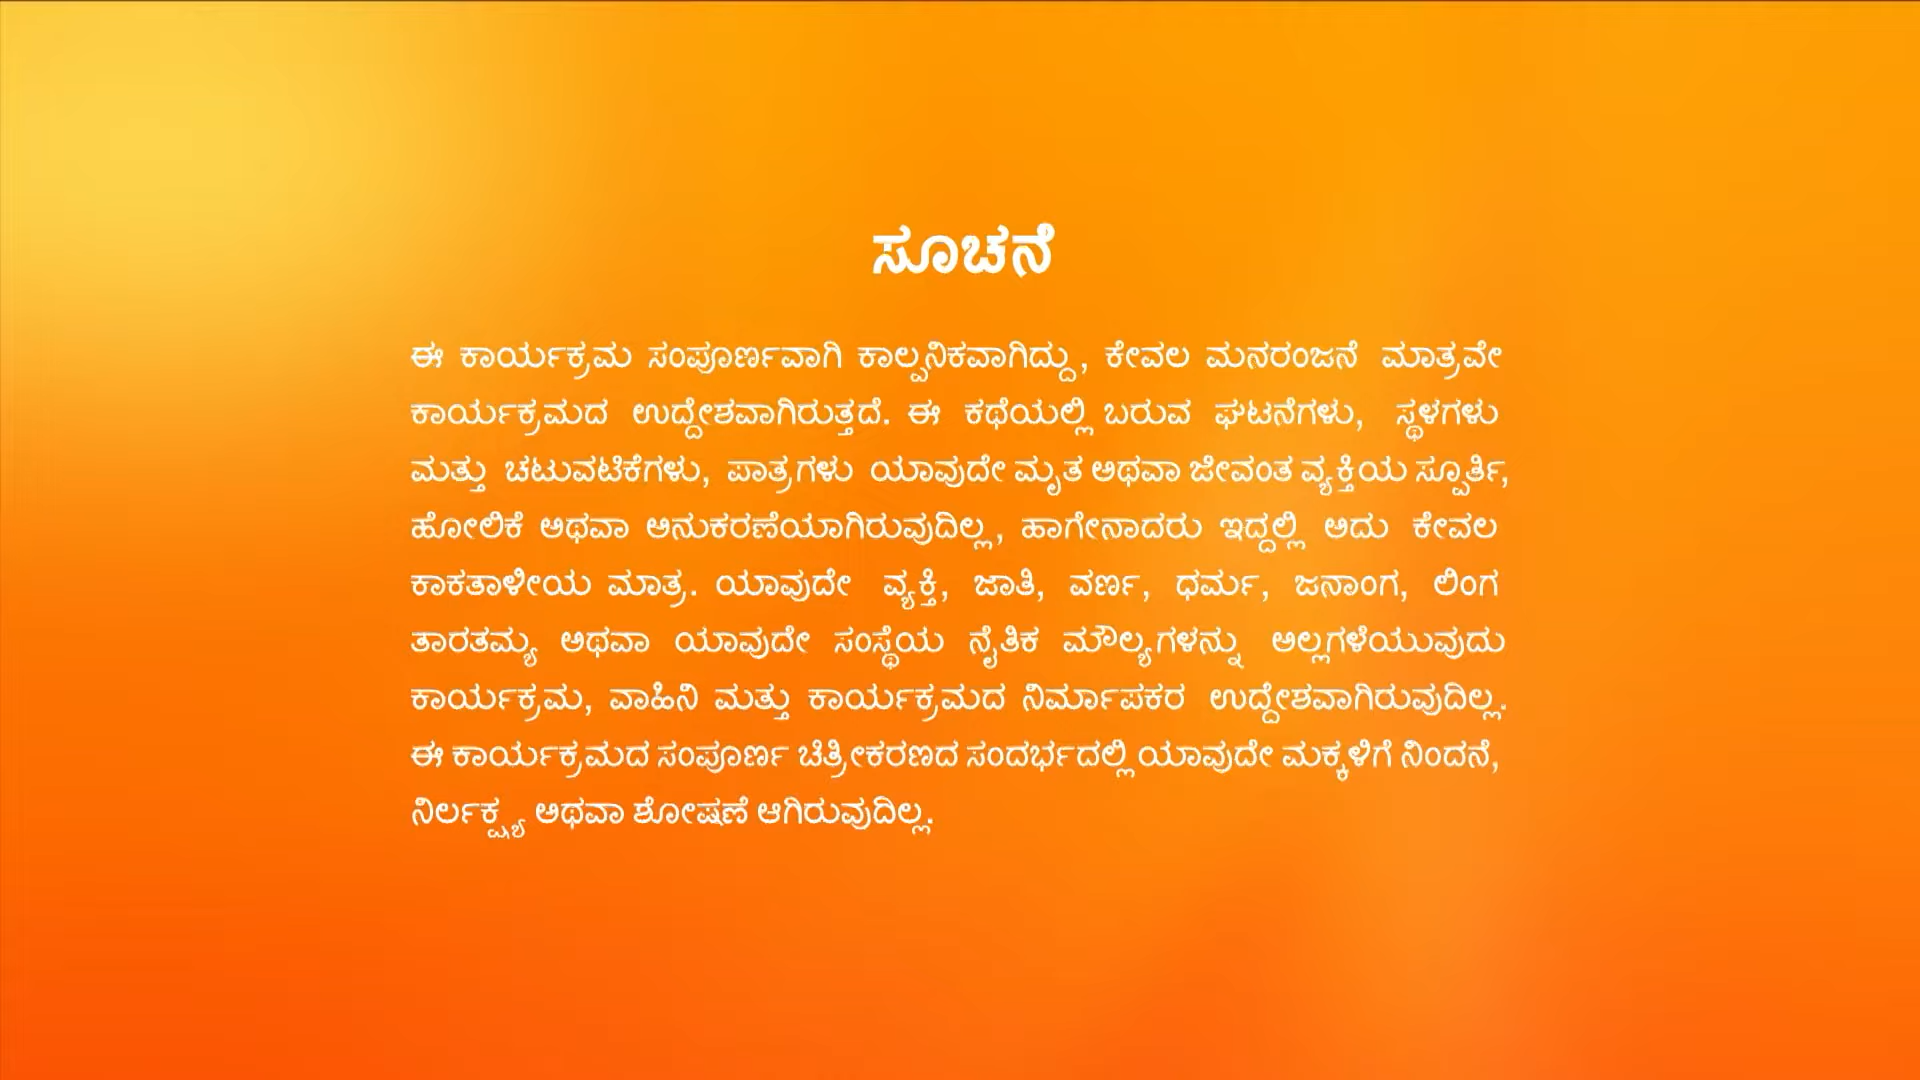 ಸೂಚನೆ
ಈ ಕಾರ್ಯಕ್ರಮ ಸಂಪೂರ್ಣವಾಗಿ ಕಾಲ್ಪನಿಕವಾಗಿದ್ದು, ಕೇವಲ ಮನರಂಜನೆ ಮಾತ್ರವೇ
ಕಾರ್ಯಕ್ರಮದ ಉದ್ದೇಶವಾಗಿರುತ್ತದೆ. ಈ ಕಥೆಯಲ್ಲಿ ಬರುವ ಘಟನೆಗಳು, ಸ್ಥಳಗಳು
ಮತ್ತು ಚಟುವಟಿಕೆಗಳು, ಪಾತ್ರಗಳು ಯಾವುದೇ ಮೃತ ಅಥವಾ ಜೀವಂತ ವ್ಯಕ್ತಿಯ ಸ್ಪೂರ್ತಿ,
ಹೋಲಿಕೆ ಅಥವಾ ಅನುಕರಣೆಯಾಗಿರುವುದಿಲ್ಲ, ಹಾಗೇನಾದರು ಇದ್ದಲ್ಲಿ ಅದು ಕೇವಲ
ಕಾಕತಾಳೀಯ ಮಾತ್ರ. ಯಾವುದೇ ವ್ಯಕ್ತಿ, ಜಾತಿ, ವರ್ಣ, ಧರ್ಮ, ಜನಾಂಗ, ಲಿಂಗ
ತಾರತಮ್ಯ ಅಥವಾ ಯಾವುದೇ ಸಂಸ್ಥೆಯ ನೈತಿಕ ಮೌಲ್ಯಗಳನ್ನು ಅಲ್ಲಗಳೆಯುವುದು
ಕಾರ್ಯಕ್ರಮ, ವಾಹಿನಿ ಮತ್ತು ಕಾರ್ಯಕ್ರಮದ ನಿರ್ಮಾಪಕರ ಉದ್ದೇಶವಾಗಿರುವುದಿಲ್ಲ.
ಈ ಕಾರ್ಯಕ್ರಮದ ಸಂಪೂರ್ಣ ಚಿತ್ರೀಕರಣದ ಸಂದರ್ಭದಲ್ಲಿ ಯಾವುದೇ ಮಕ್ಕಳಿಗೆ ನಿಂದನೆ,
ನಿರ್ಲಕ್ಷ್ಯ ಅಥವಾ ಶೋಷಣೆ ಆಗಿರುವುದಿಲ್ಲ.